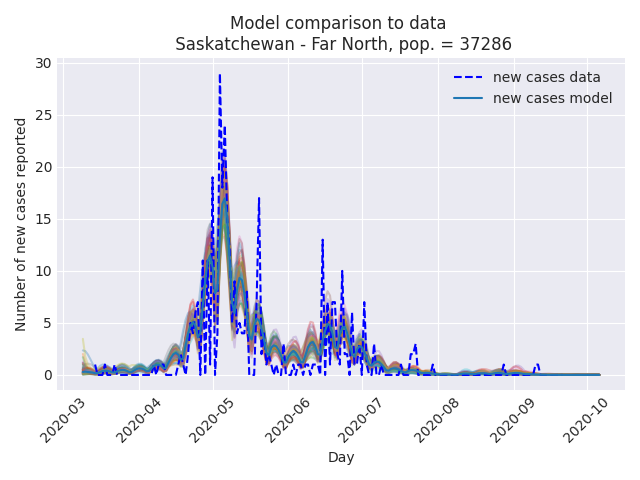 Model comparison to data
Saskatchewan - Far North, pop. = 37286
new cases data
new cases model
Number of new cases reported
30
25
20
15
10
5
0
2020-03
2020-04
2020-05
2020-06
2020-07
2020-08
2020-09
2020-10
Day